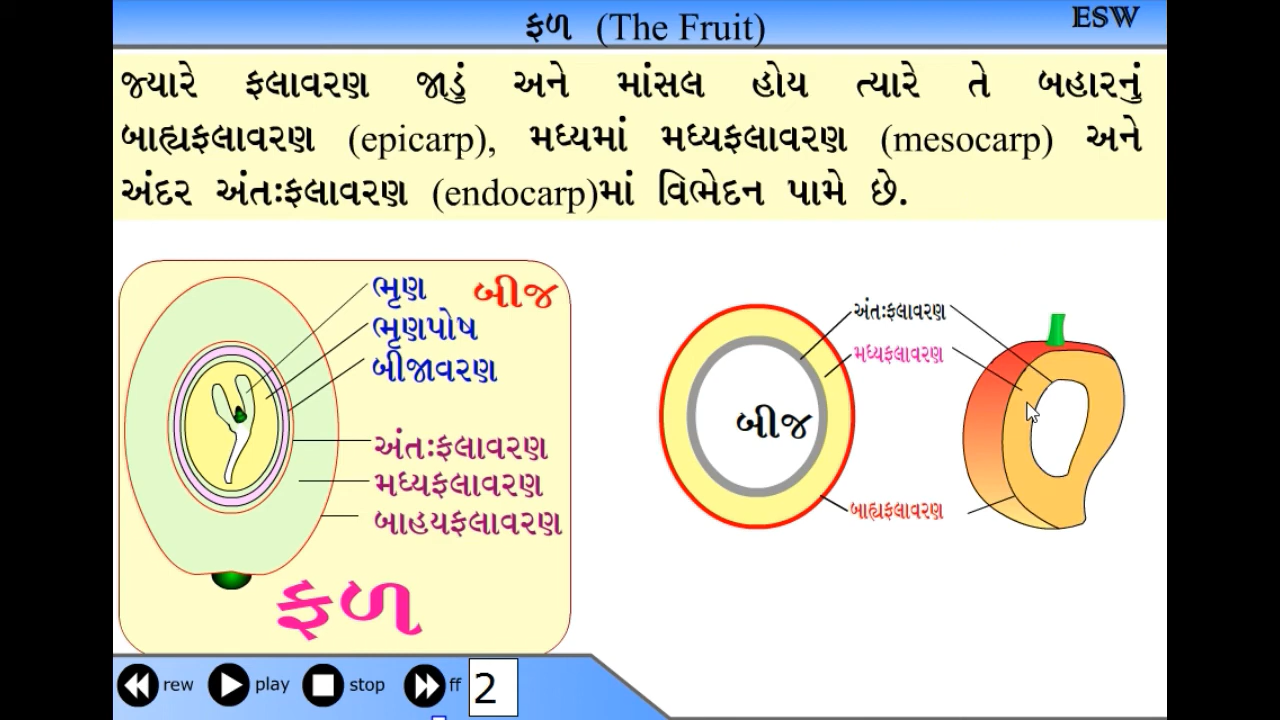 ફળ (The Fruit)
ESW
જ્યારે ફલાવરણ જાડું અને માંસલ હોય ત્યારે તે બહારનું
બાહ્યફલાવરણ (epicarp), મધ્યમાં મધ્યફલાવરણ (mesocarp) અને
અંદર અંતઃફલાવરણ (endocarp)માં વિભેદન પામે છે.
ભૃણ
બીજ
ભૃણપોષ
બીજાવરણ
અંતઃફલાવરણ
મધ્યફલાવરણ
બાહયફલાવરણ
ફળ
અંતઃફલાવરણ
મધ્યફલાવરણ
બીજ
બાહ્યફલાવરણ
rew play stop ff 2